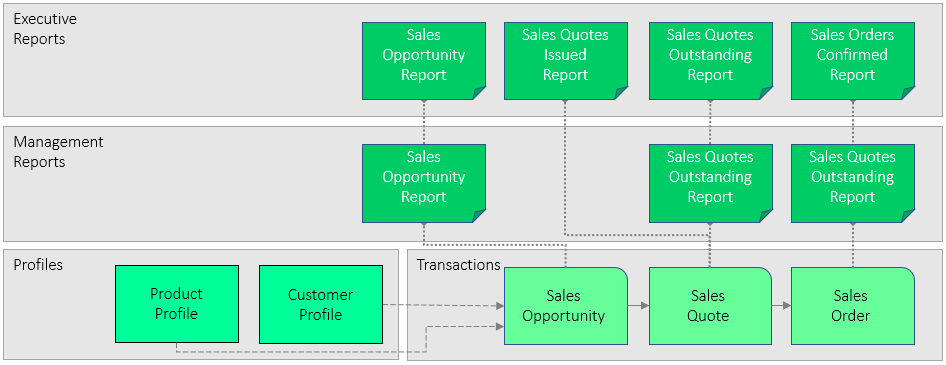 Executive
Reports
Sales
Opportunity
Report
Sales Quotes
Issued
Report
Sales Quotes
Outstanding
Report
Sales Orders
Confirmed
Report
Management
Reports
Sales
Opportunity
Report
Sales Quotes
Outstanding
Report
Sales Quotes
Outstanding
Report
Profiles
Product
Profile
Customer
Profile
Transactions
Sales
Opportunity
Sales
Quote
Sales
Order